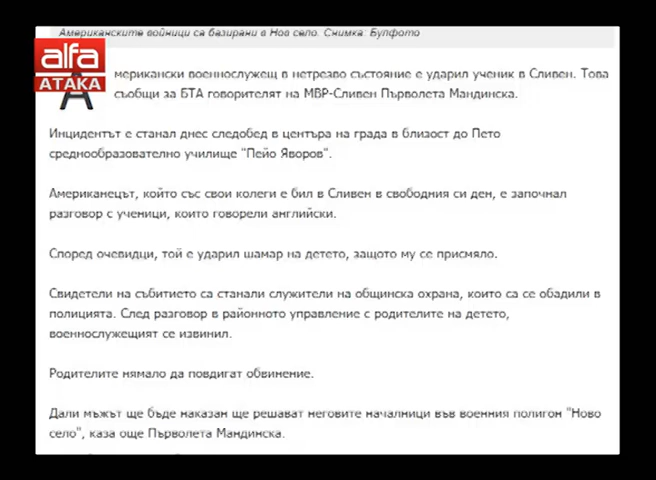 Американските войници са базирани в Ново село. Снимка: Булфото
alfa
АТАКА
Американски военнослужещ в нетрезво състояние е ударил ученик в Сливен. Това
съобщи за БТА говорителят на МВР-Сливен Първолета Мандинска.
Инцидентът е станал днес следобед в центъра на града в близост до Пето
среднообразователно училище "Пейо Яворов".
Американецът, който със свои колеги е бил в Сливен в свободния си ден, е започнал
разговор с ученици, които говорели английски.
Според очевидци, той е ударил шамар на детето, защото му се присмяло.
Свидетели на събитието са станали служители на общинска охрана, които са се обадили в
полицията. След разговор в районното управление с родителите на детето,
военнослужещият се извинил.
Родителите нямало да повдигат обвинение.
Дали мъжът ще бъде наказан ще решават неговите началници във военния полигон "Ново
село", каза още Първолета Мандинска.